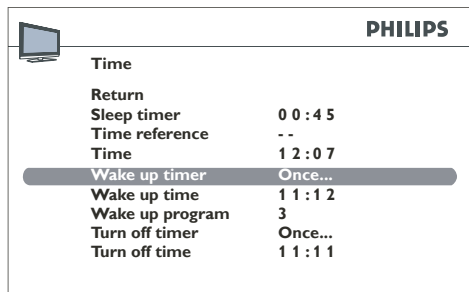 PHILIPS
Time
Return
Sleep timer 00:45
Time reference --
Time 12:07
Wake up timer Once...
Wake up time 11:12
Wake up program 3
Turn off timer Once...
Turn off time 11:11